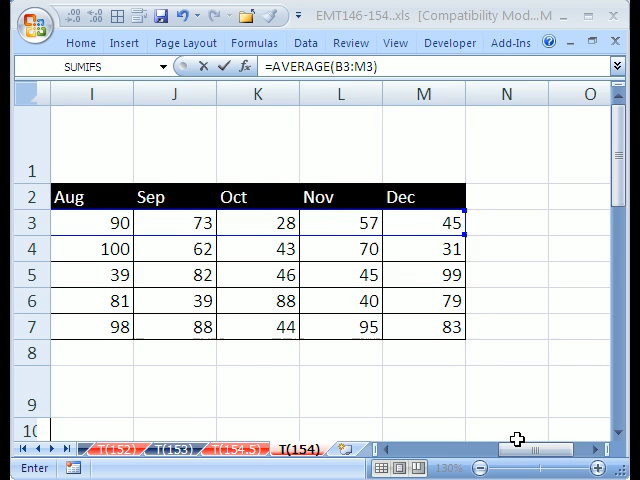 EMT146-154..xls [Compatibility Mod... M
Home Insert Page Layout Formulas Data Review View Developer Add-Ins
SUMIFS =AVERAGE(B3:M3)
I J K L M N O
1
2 Aug Sep Oct Nov Dec
3 90 73 28 57 45
4 100 62 43 70 31
5 39 82 46 45 99
6 81 39 88 40 79
7 98 88 44 95 83
8
9
10
T(152) T(153) T(154.5) T(154)
Enter 130%